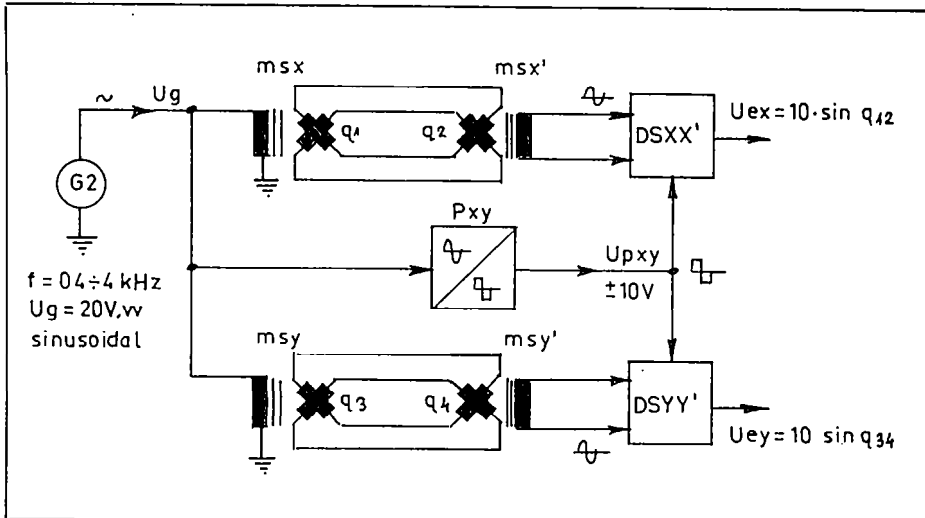 msx
msx'
~
Ug
q1
q2
DSXX'
Uex = 10·sin q12
G2
Pxy
Upxy
±10V
f = 04÷4 kHz
Ug = 20V,vv
sinusoidal
msy
msy'
q3
q4
DSYY'
Uey = 10 sin q34